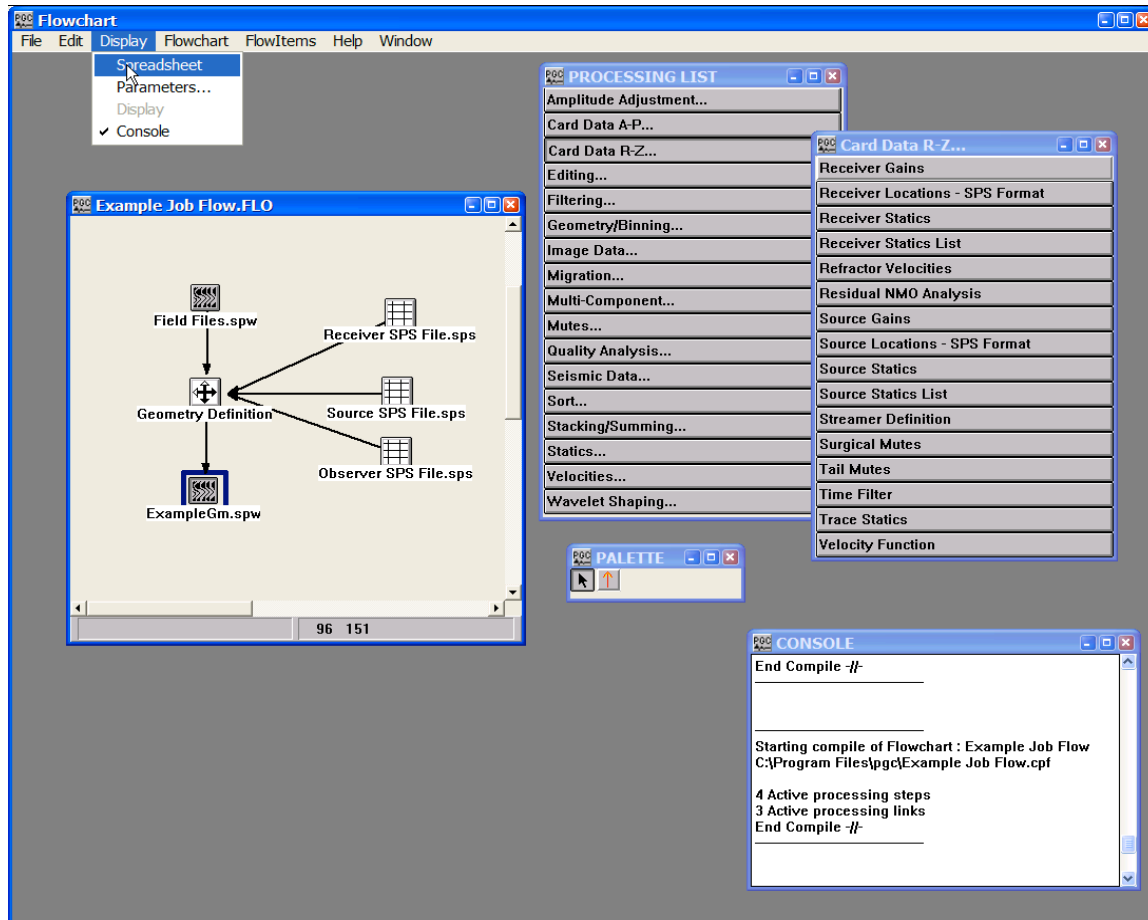 PGC Flowchart
File Edit Display Flowchart FlowItems Help Window
Spreadsheet
Parameters...
Display
✓ Console
PGC Example Job Flow.FLO
Field Files.spw
Receiver SPS File.sps
Geometry Definition
Source SPS File.sps
Observer SPS File.sps
ExampleGm.spw
96 151
PGC PROCESSING LIST
Amplitude Adjustment...
Card Data A-P...
Card Data R-Z...
Editing...
Filtering...
Geometry/Binning...
Image Data...
Migration...
Multi-Component...
Mutes...
Quality Analysis...
Seismic Data...
Sort...
Stacking/Summing...
Statics...
Velocities...
Wavelet Shaping...
PGC Card Data R-Z...
Receiver Gains
Receiver Locations - SPS Format
Receiver Statics
Receiver Statics List
Refractor Velocities
Residual NMO Analysis
Source Gains
Source Locations - SPS Format
Source Statics
Source Statics List
Streamer Definition
Surgical Mutes
Tail Mutes
Time Filter
Trace Statics
Velocity Function
PGC PALETTE
PGC CONSOLE
End Compile -//-
Starting compile of Flowchart : Example Job Flow
C:\Program Files\pgc\Example Job Flow.cpf
4 Active processing steps
3 Active processing links
End Compile -//-